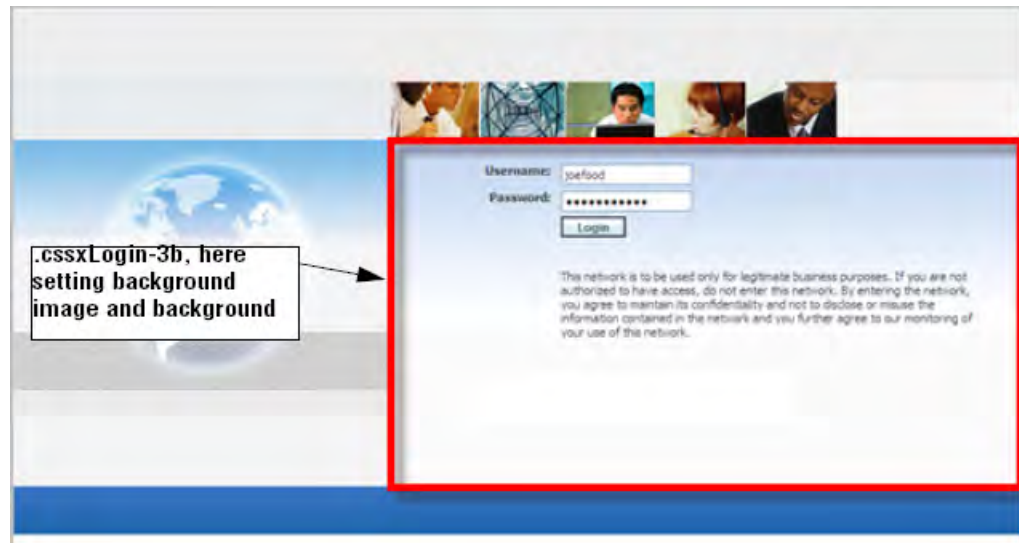 Username: joefood
Password: •••••••••••
Login
.cssxLogin-3b, here
setting background
image and background
This network is to be used only for legitimate business purposes. If you are not
authorized to have access, do not enter this network. By entering the network,
you agree to maintain its confidentiality and not to disclose or misuse the
information contained in the network and you further agree to our monitoring of
your use of this network.